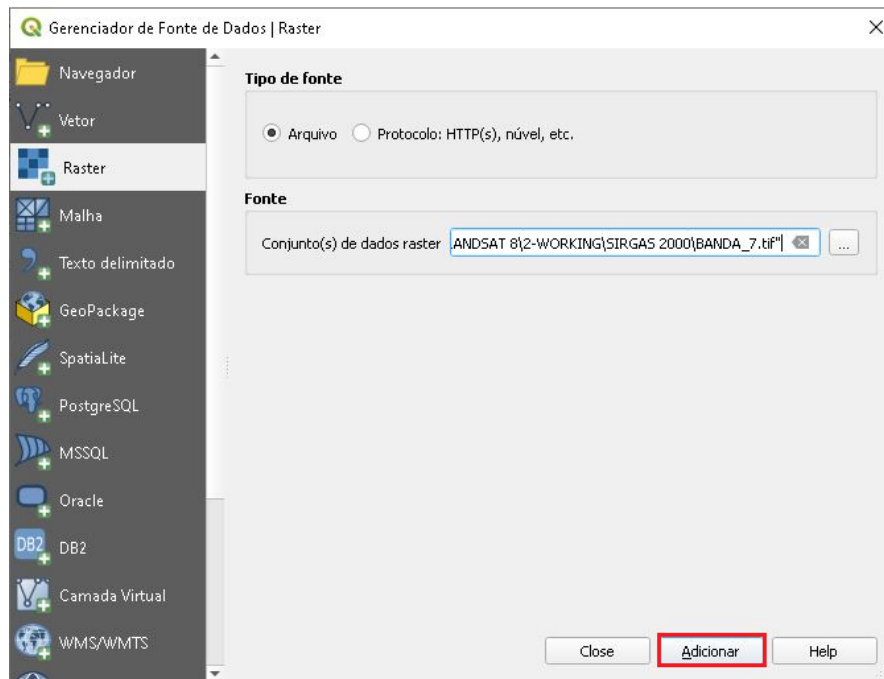 Gerenciador de Fonte de Dados | Raster
Navegador
Vetor
Raster
Malha
Texto delimitado
GeoPackage
SpatiaLite
PostgreSQL
MSSQL
Oracle
DB2
DB2
Camada Virtual
WMS/WMTS
Tipo de fonte
Arquivo
Protocolo: HTTP(s), núvel, etc.
Fonte
Conjunto(s) de dados raster
ANDSAT 8\2-WORKING\SIRGAS 2000\BANDA_7.tif"
...
Close
Adicionar
Help